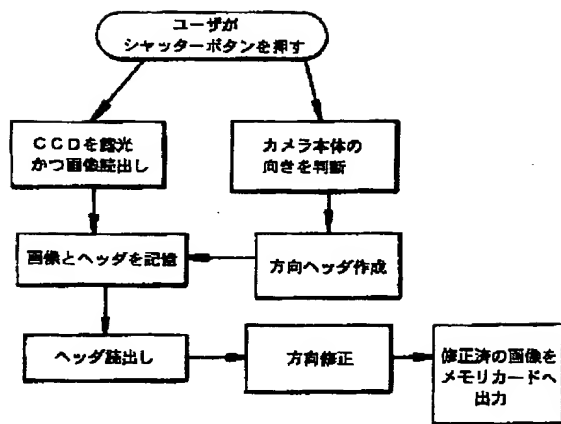 ユーザが
シャッターボタンを押す
CCDを露光
かつ画像読出し
カメラ本体の
向きを判断
画像とヘッダを記憶
方向ヘッダ作成
ヘッダ読出し
方向修正
修正済の画像を
メモリカードへ
出力